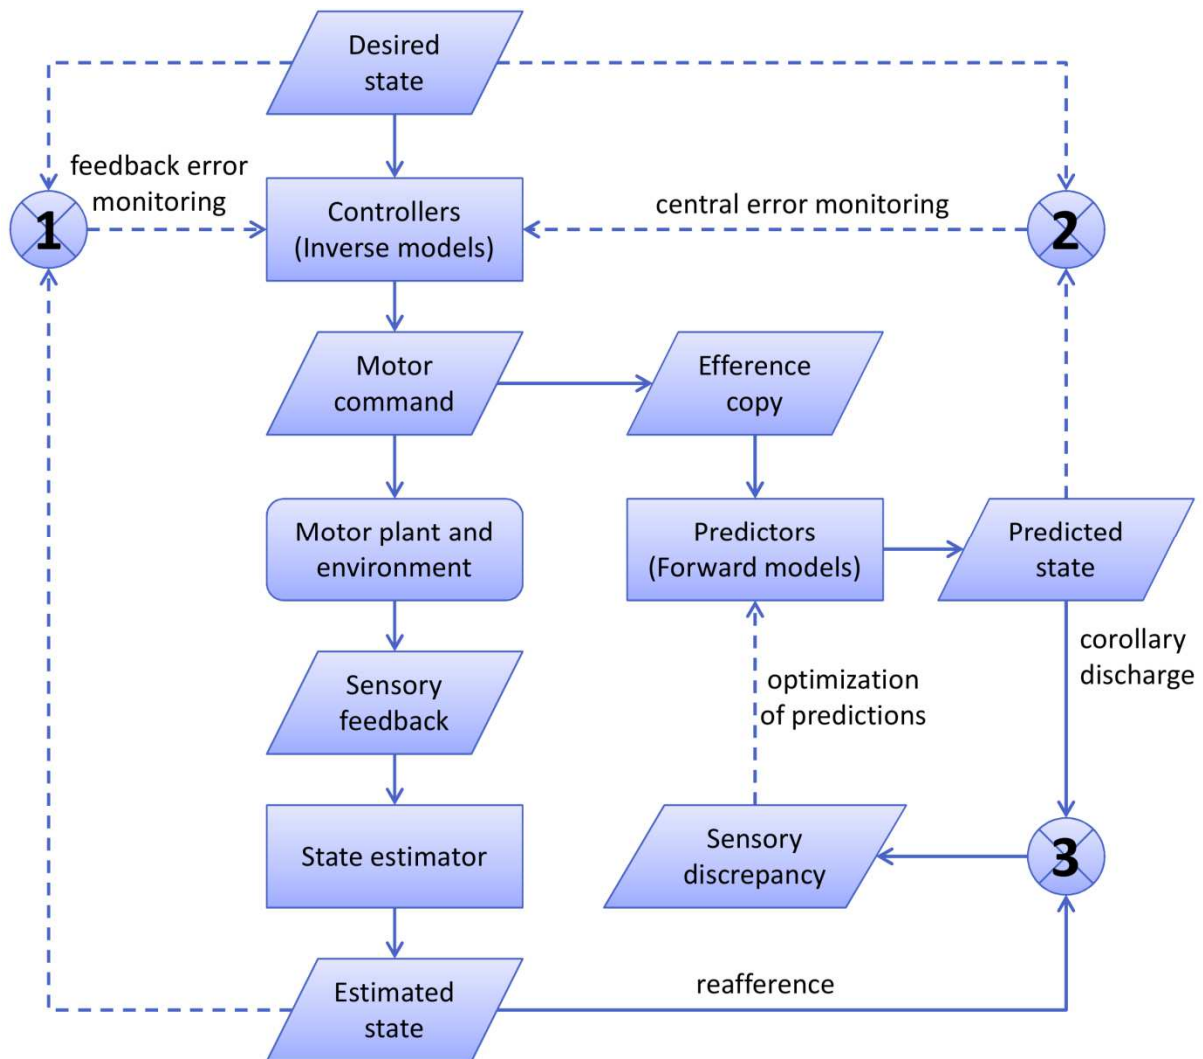 Desired
state
feedback error
monitoring
1
Controllers
(Inverse models)
central error monitoring
2
Motor
command
Efference
copy
Motor plant and
environment
Predictors
(Forward models)
Predicted
state
corollary
discharge
Sensory
feedback
optimization
of predictions
State estimator
Sensory
discrepancy
3
Estimated
state
reafference